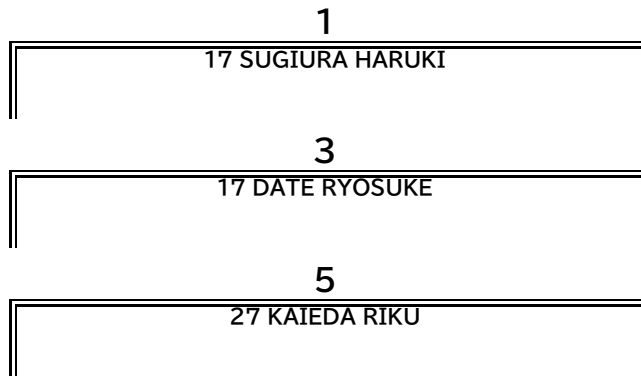 1
17 SUGIURA HARUKI
3
17 DATE RYOSUKE
5
27 KAIEDA RIKU